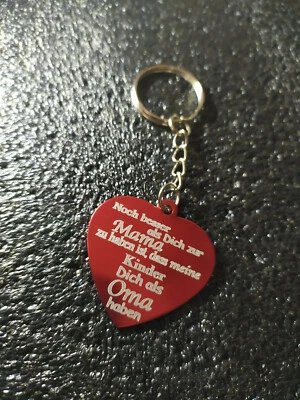 Noch besser
als Dich zur
Mama
zu haben ist, dass meine
Kinder
Dich als
Oma
haben